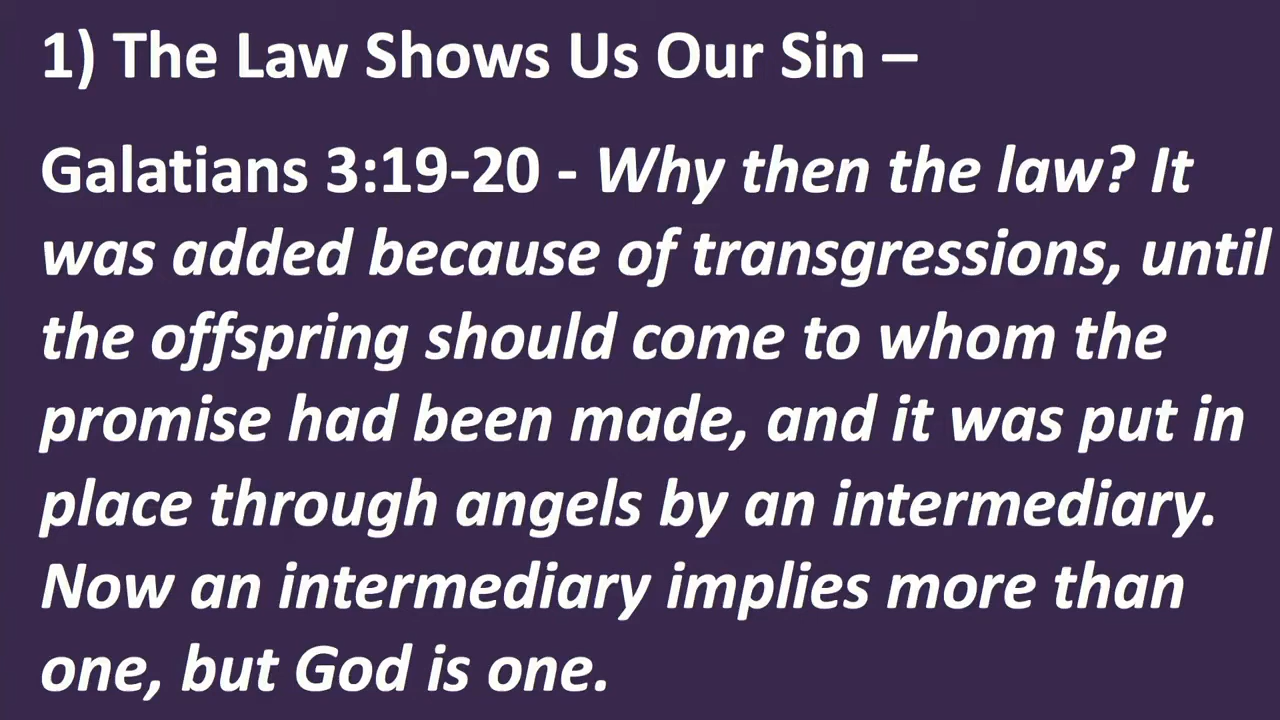 1) The Law Shows Us Our Sin –
Galatians 3:19-20 - Why then the law? It
was added because of transgressions, until
the offspring should come to whom the
promise had been made, and it was put in
place through angels by an intermediary.
Now an intermediary implies more than
one, but God is one.